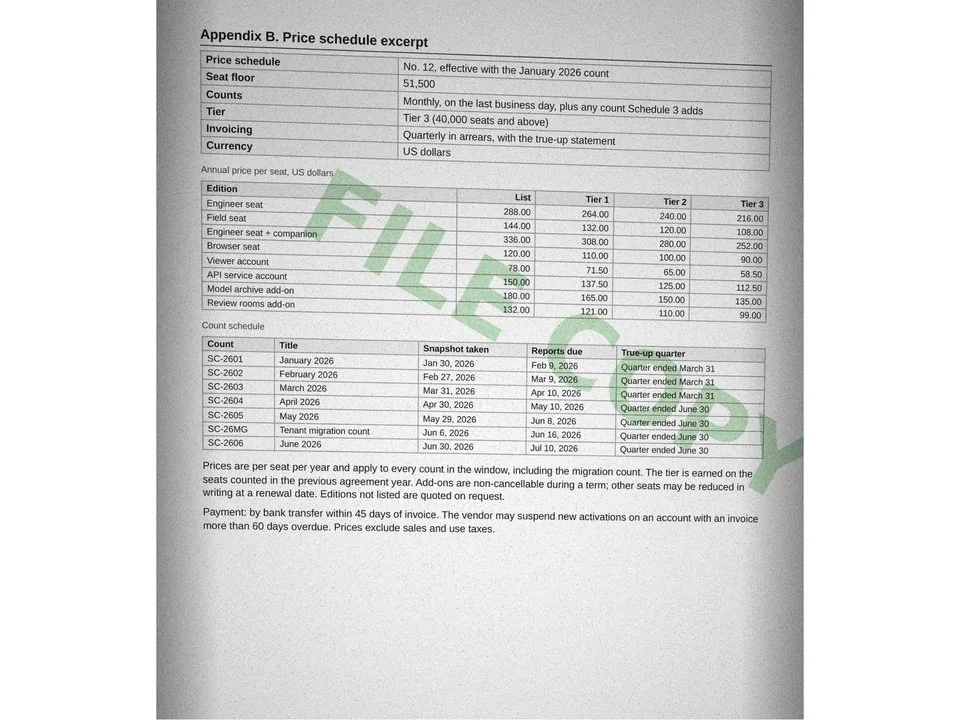 Appendix B. Price schedule excerpt
Price schedule No. 12, effective with the January 2026 count
Seat floor 51,500
Counts Monthly, on the last business day, plus any count Schedule 3 adds
Tier Tier 3 (40,000 seats and above)
Invoicing Quarterly in arrears, with the true-up statement
Currency US dollars
Annual price per seat, US dollars
Edition List Tier 1 Tier 2 Tier 3
Engineer seat 288.00 264.00 240.00 216.00
Field seat 144.00 132.00 120.00 108.00
Engineer seat + companion 336.00 308.00 280.00 252.00
Browser seat 120.00 110.00 100.00 90.00
Viewer account 78.00 71.50 65.00 58.50
API service account 150.00 137.50 125.00 112.50
Model archive add-on 180.00 165.00 150.00 135.00
Review rooms add-on 132.00 121.00 110.00 99.00
Count schedule
Count Title Snapshot taken Reports due True-up quarter
SC-2601 January 2026 Jan 30, 2026 Feb 9, 2026 Quarter ended March 31
SC-2602 February 2026 Feb 27, 2026 Mar 9, 2026 Quarter ended March 31
SC-2603 March 2026 Mar 31, 2026 Apr 10, 2026 Quarter ended March 31
SC-2604 April 2026 Apr 30, 2026 May 10, 2026 Quarter ended June 30
SC-2605 May 2026 May 29, 2026 Jun 8, 2026 Quarter ended June 30
SC-26MG Tenant migration count Jun 6, 2026 Jun 16, 2026 Quarter ended June 30
SC-2606 June 2026 Jun 30, 2026 Jul 10, 2026 Quarter ended June 30
Prices are per seat per year and apply to every count in the window, including the migration count. The tier is earned on the
seats counted in the previous agreement year. Add-ons are non-cancellable during a term; other seats may be reduced in
writing at a renewal date. Editions not listed are quoted on request.
Payment: by bank transfer within 45 days of invoice. The vendor may suspend new activations on an account with an invoice
more than 60 days overdue. Prices exclude sales and use taxes.
FILE COPY